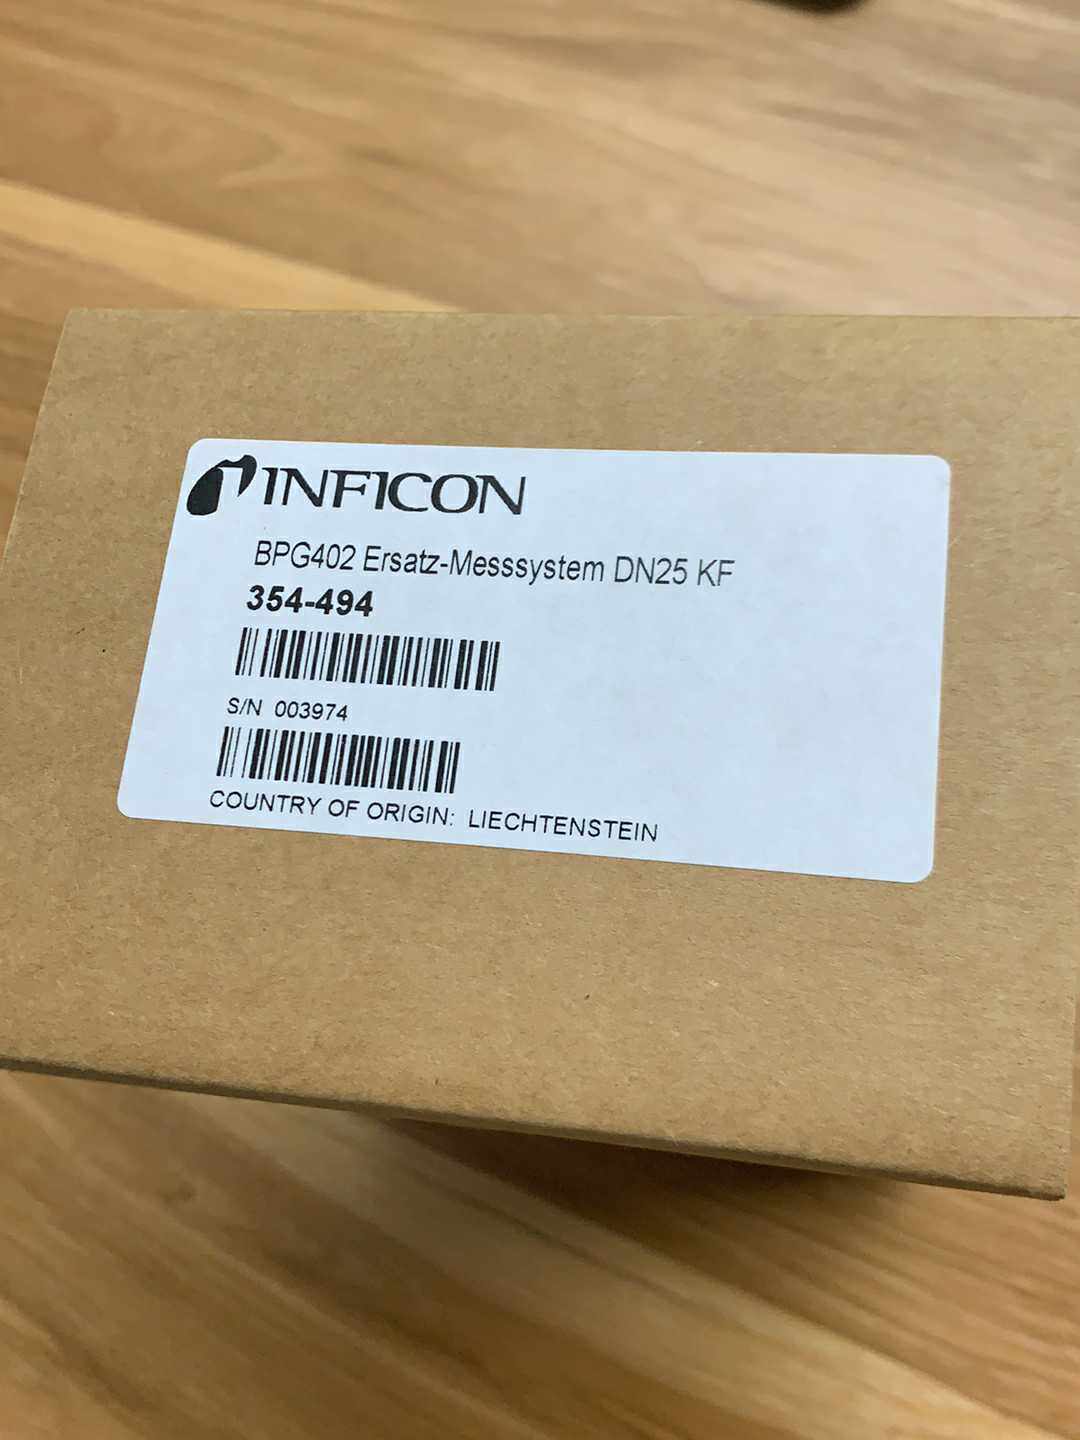 INFICON
BPG402 Ersatz-Messsystem DN25 KF
354-494
S/N 003974
COUNTRY OF ORIGIN: LIECHTENSTEIN